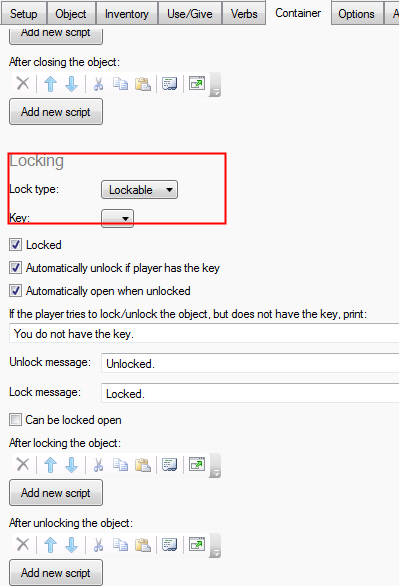 Setup Object Inventory Use/Give Verbs Container Options A
Add new script
After closing the object:
Add new script
Locking
Lock type: Lockable
Key:
Locked
Automatically unlock if player has the key
Automatically open when unlocked
If the player tries to lock/unlock the object, but does not have the key, print:
You do not have the key.
Unlock message: Unlocked.
Lock message: Locked.
Can be locked open
After locking the object:
Add new script
After unlocking the object:
Add new script